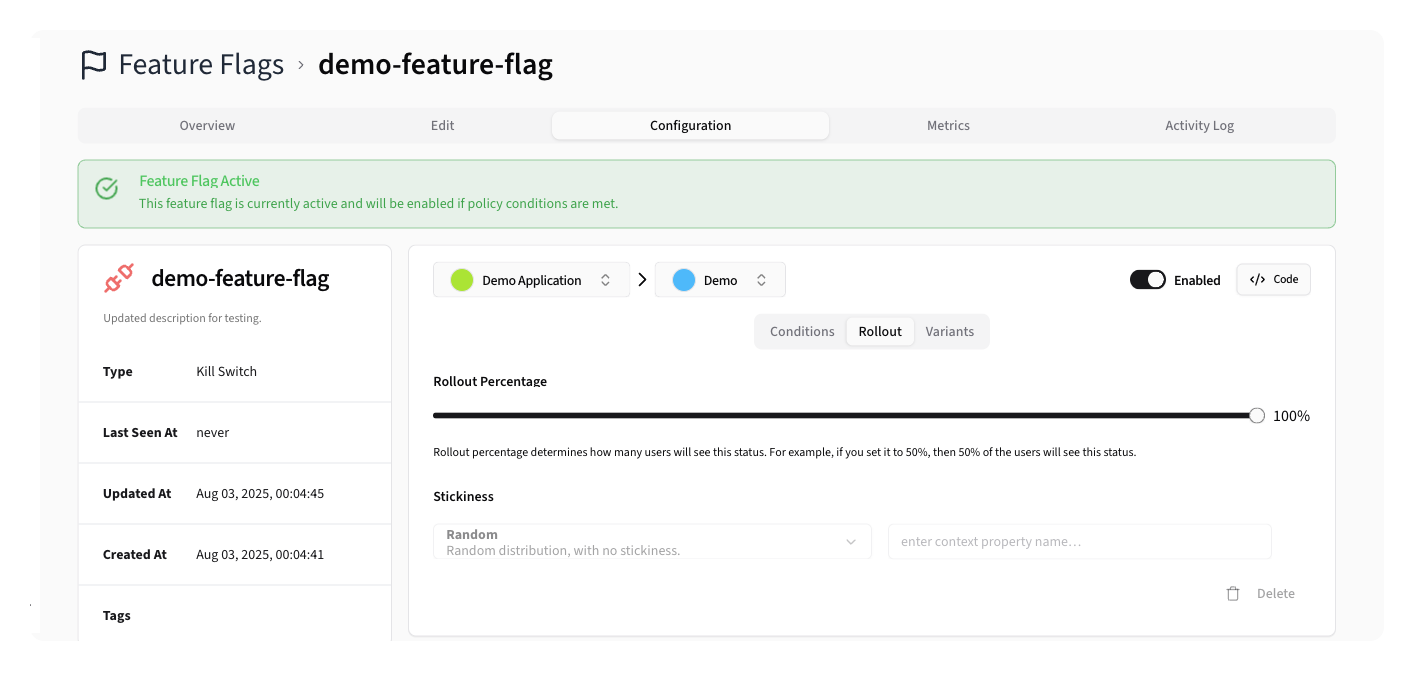 Feature Flags › demo-feature-flag
Overview Edit Configuration Metrics Activity Log
Feature Flag Active
This feature flag is currently active and will be enabled if policy conditions are met.
demo-feature-flag
Updated description for testing.
Type Kill Switch
Last Seen At never
Updated At Aug 03, 2025, 00:04:45
Created At Aug 03, 2025, 00:04:41
Tags
Demo Application Demo Enabled </> Code
Conditions Rollout Variants
Rollout Percentage
100%
Rollout percentage determines how many users will see this status. For example, if you set it to 50%, then 50% of the users will see this status.
Stickiness
Random
Random distribution, with no stickiness.
enter context property name...
Delete